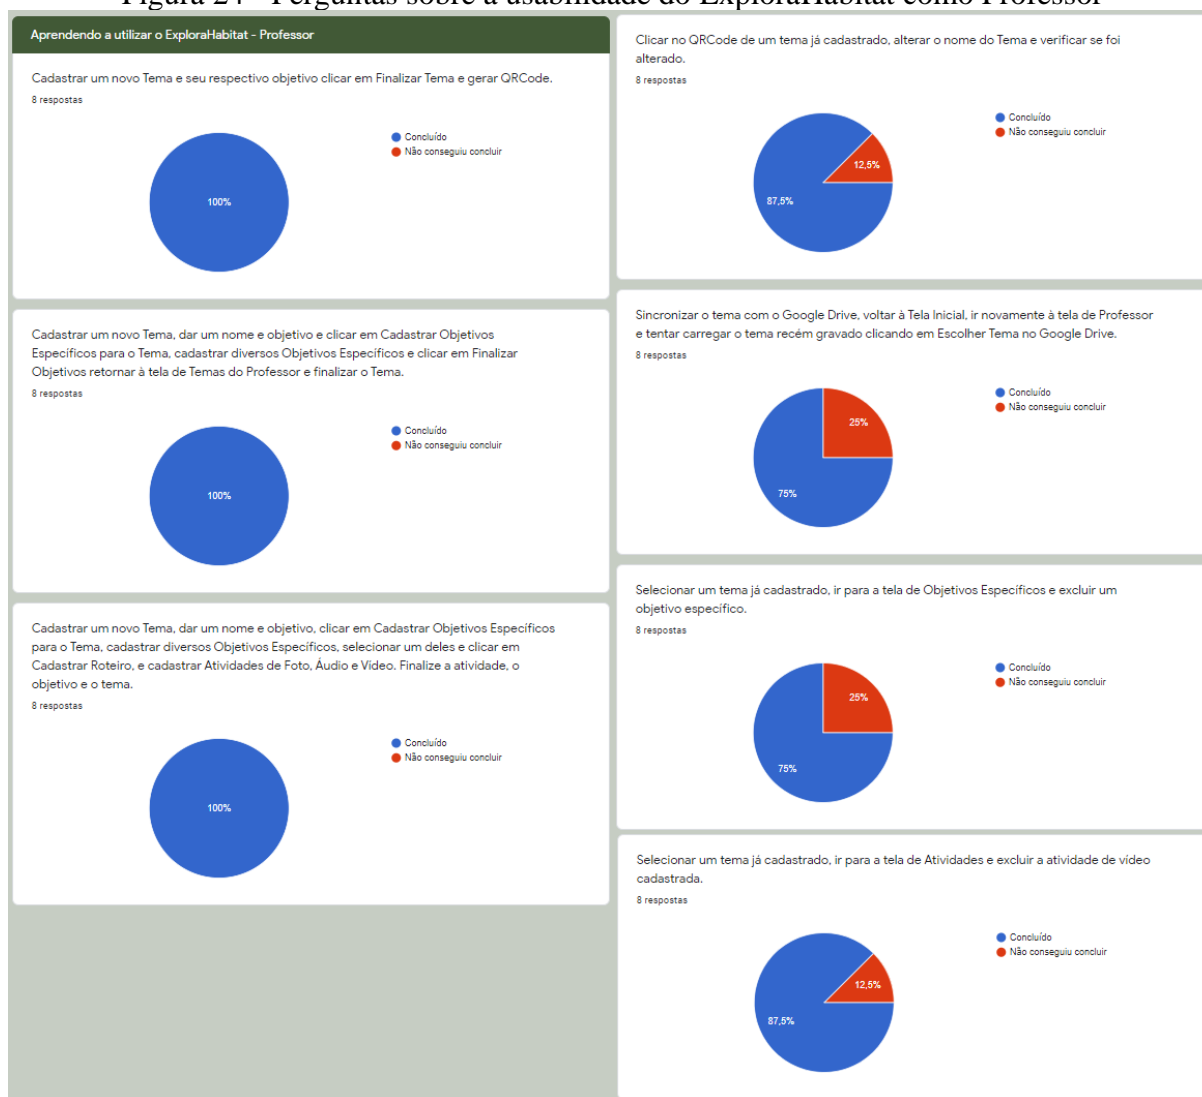 Figura 24 - Perguntas sobre a usabilidade do ExploraHabitat como Professor
Aprendendo a utilizar o ExploraHabitat - Professor
Cadastrar um novo Tema e seu respectivo objetivo clicar em Finalizar Tema e gerar QRCode.
8 respostas
Concluído
Não conseguiu concluir
100%
Cadastrar um novo Tema, dar um nome e objetivo e clicar em Cadastrar Objetivos
Específicos para o Tema, cadastrar diversos Objetivos Específicos e clicar em Finalizar
Objetivos retornar à tela de Temas do Professor e finalizar o Tema.
8 respostas
Concluído
Não conseguiu concluir
100%
Cadastrar um novo Tema, dar um nome e objetivo, clicar em Cadastrar Objetivos Específicos
para o Tema, cadastrar diversos Objetivos Específicos, selecionar um deles e clicar em
Cadastrar Roteiro, e cadastrar Atividades de Foto, Áudio e Video. Finalize a atividade, o
objetivo e o tema.
8 respostas
Concluído
Não conseguiu concluir
100%
Clicar no QRCode de um tema já cadastrado, alterar o nome do Tema e verificar se foi
alterado.
8 respostas
Concluído
Não conseguiu concluir
12,5%
87,5%
Sincronizar o tema com o Google Drive, voltar à Tela Inicial, ir novamente à tela de Professor
e tentar carregar o tema recém gravado clicando em Escolher Tema no Google Drive.
8 respostas
Concluído
Não conseguiu concluir
25%
75%
Selecionar um tema já cadastrado, ir para a tela de Objetivos Específicos e excluir um
objetivo específico.
8 respostas
Concluído
Não conseguiu concluir
25%
75%
Selecionar um tema já cadastrado, ir para a tela de Atividades e excluir a atividade de vídeo
cadastrada.
8 respostas
Concluído
Não conseguiu concluir
12,5%
87,5%